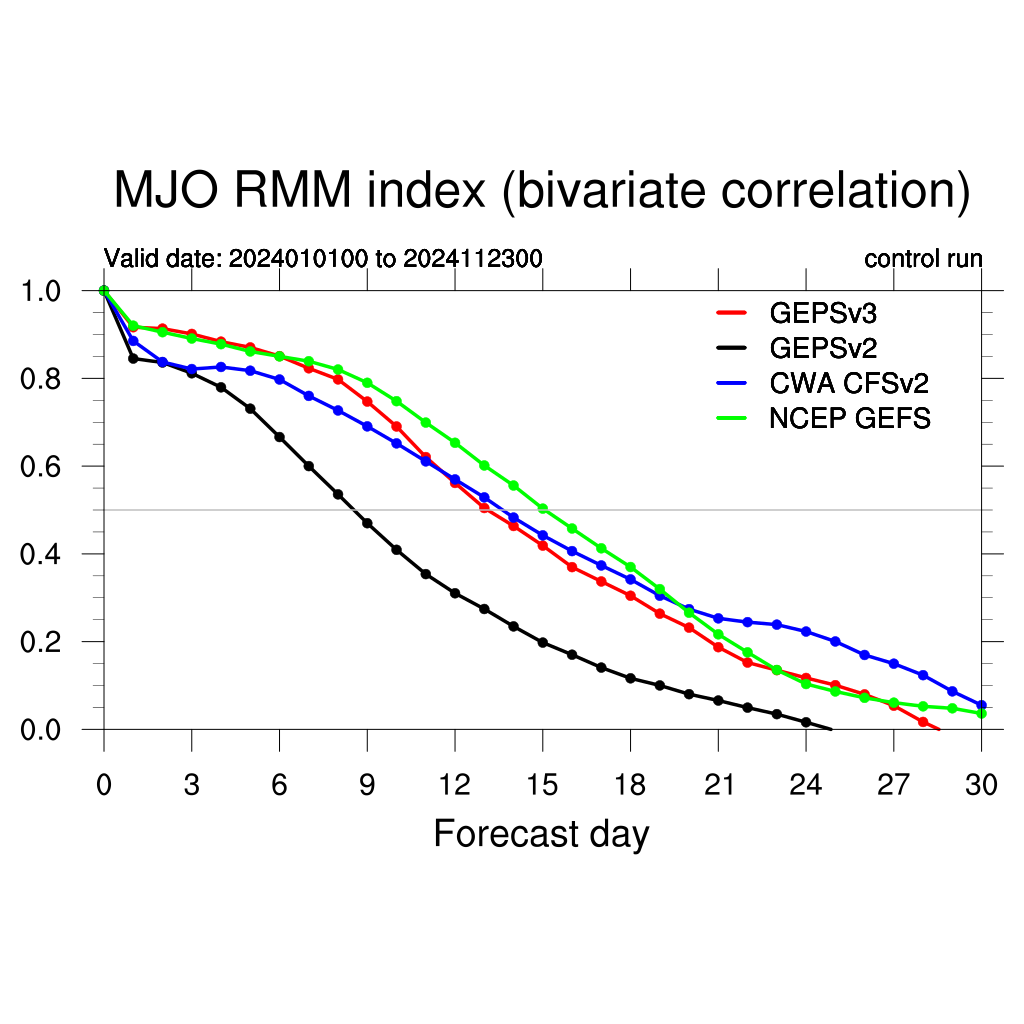 MJO RMM index (bivariate correlation)
Valid date: 2024010100 to 2024112300 control run
1.0
0.8
0.6
0.4
0.2
0.0
GEPSv3
GEPSv2
CWA CFSv2
NCEP GEFS
0 3 6 9 12 15 18 21 24 27 30
Forecast day